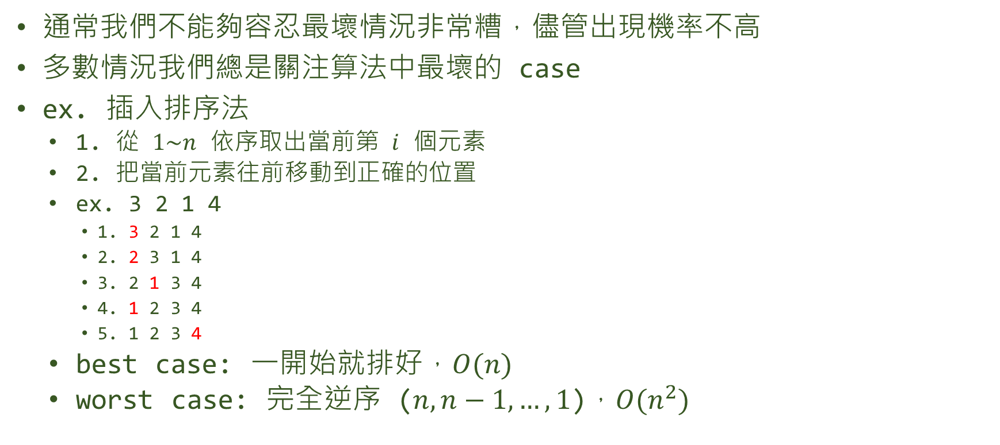 • 通常我們不能夠容忍最壞情況非常糟，儘管出現機率不高
• 多數情況我們總是關注算法中最壞的 case
• ex. 插入排序法
• 1. 從 1~n 依序取出當前第 i 個元素
• 2. 把當前元素往前移動到正確的位置
• ex. 3 2 1 4
• 1. 3 2 1 4
• 2. 2 3 1 4
• 3. 2 1 3 4
• 4. 1 2 3 4
• 5. 1 2 3 4
• best case: 一開始就排好，O(n)
• worst case: 完全逆序 (n, n − 1, … , 1)，O(n²)